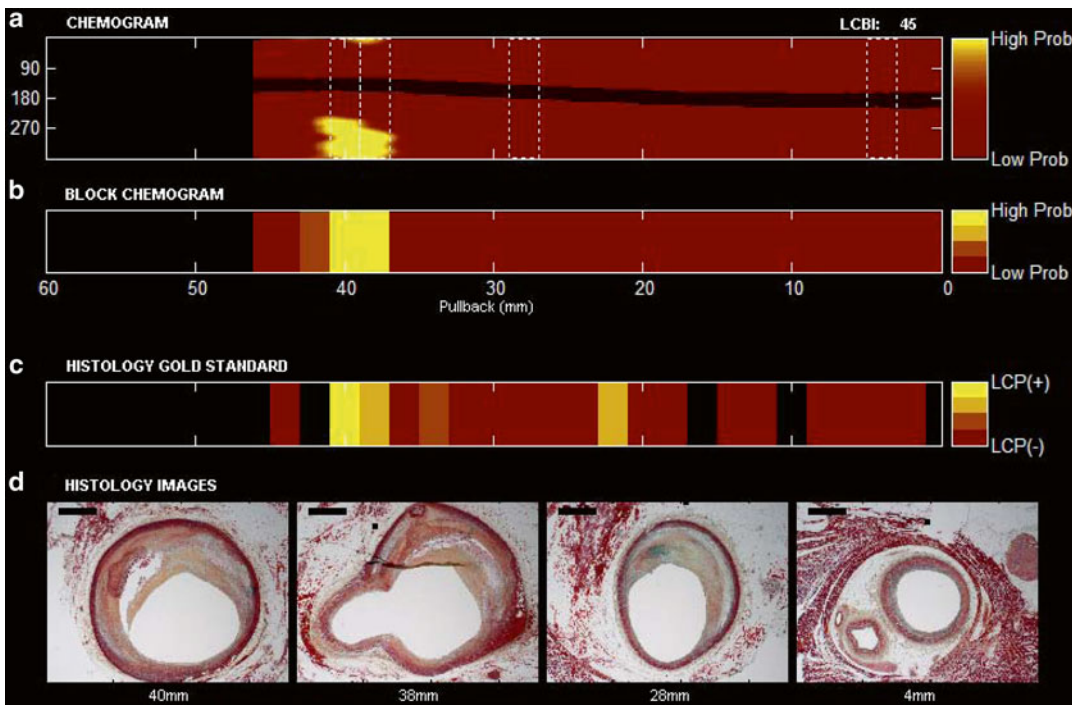 a CHEMOGRAM LCBI: 45
High Prob
90
180
270
Low Prob
b BLOCK CHEMOGRAM
High Prob
Low Prob
60 50 40 30 20 10 0
Pullback (mm)
c HISTOLOGY GOLD STANDARD
LCP(+)
LCP(-)
d HISTOLOGY IMAGES
40mm 38mm 28mm 4mm